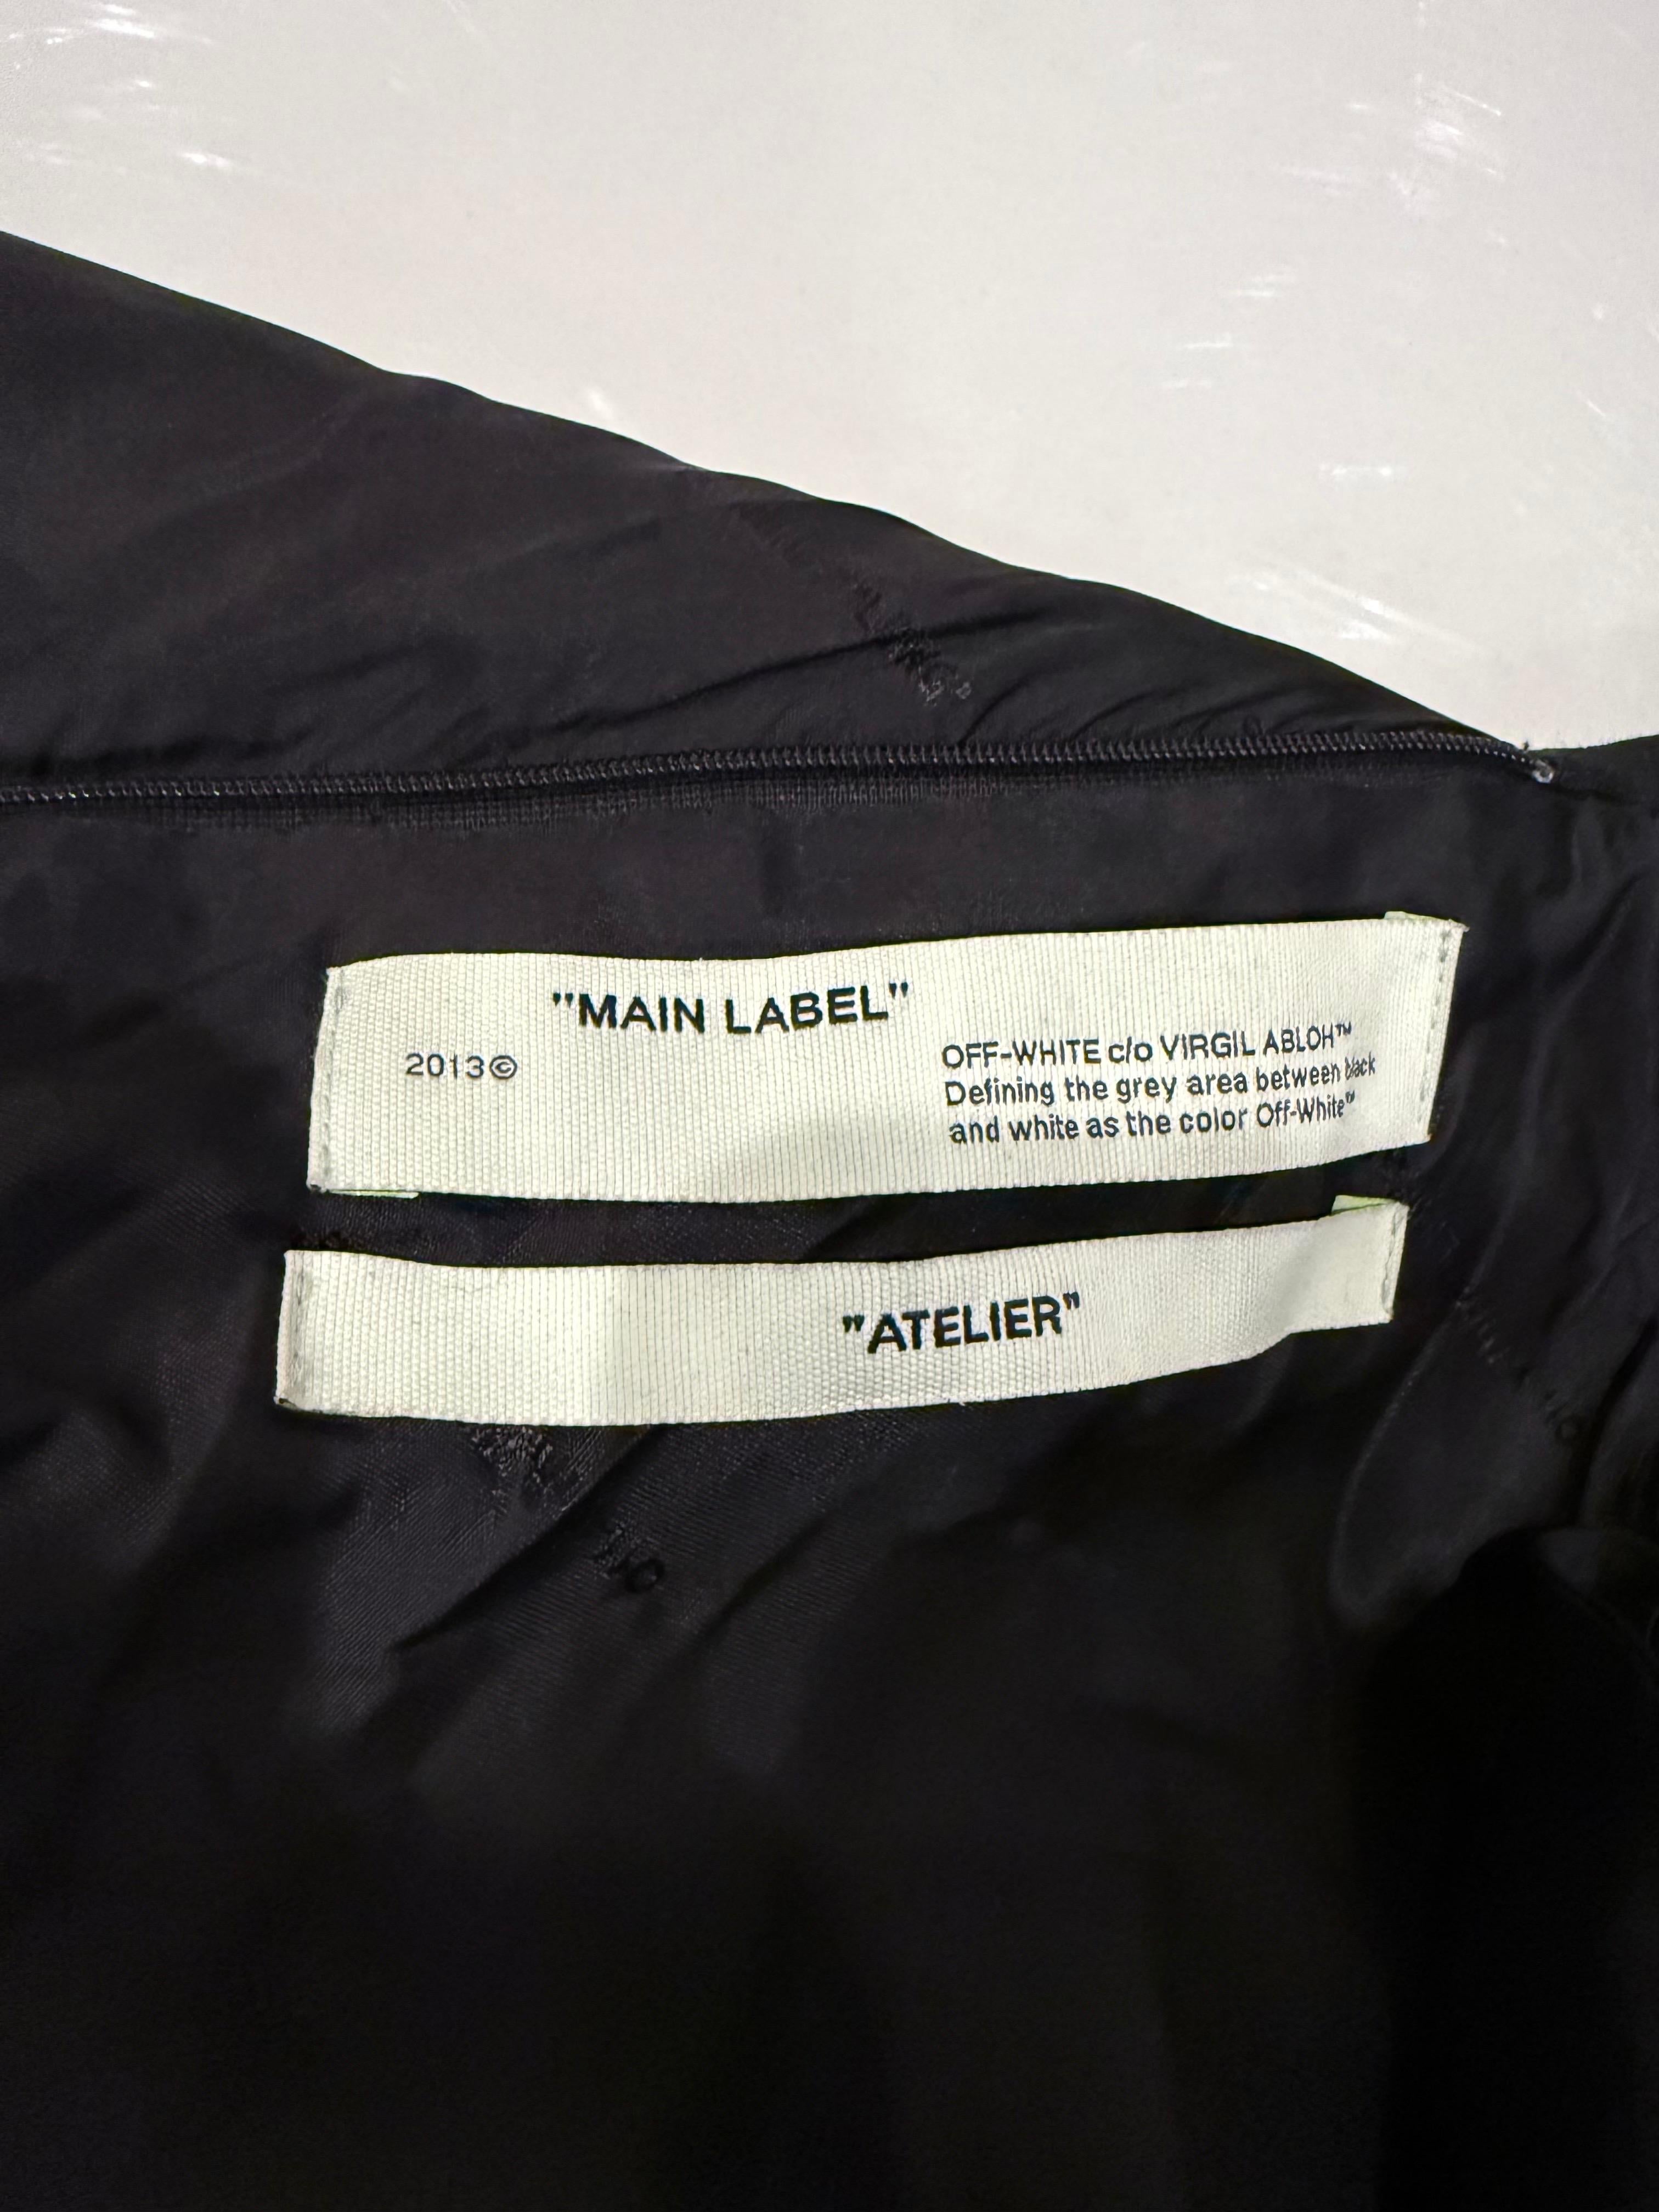 "MAIN LABEL"
2013©
OFF-WHITE c/o VIRGIL ABLOH™
Defining the grey area between black
and white as the color Off-White™
"ATELIER"